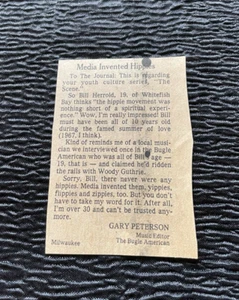 Media Invented Hippies
To The Journal: This is regarding
your youth culture series, "The
Scene."
So Bill Herrold, 19, of Whitefish
Bay thinks "the hippie movement was
nothing short of a spiritual experi-
ence." Wow, I'm really impressed! Bill
must have been all of 10 years old
during the famed summer of love
(1967, I think).
Kind of reminds me of a local musi-
cian we interviewed once in the Bugle
American who was all of Bill's age —
19, that is — and claimed he'd ridden
the rails with Woody Guthrie.
Sorry, Bill, there never were any
hippies. Media invented them, yippies,
flippies and zippies, too. But you don't
have to take my word for it. After all,
I'm over 30 and can't be trusted any-
more.
GARY PETERSON
Music Editor
Milwaukee The Bugle American